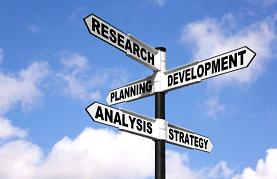 RESEARCH
DEVELOPMENT
PLANNING
ANALYSIS
STRATEGY